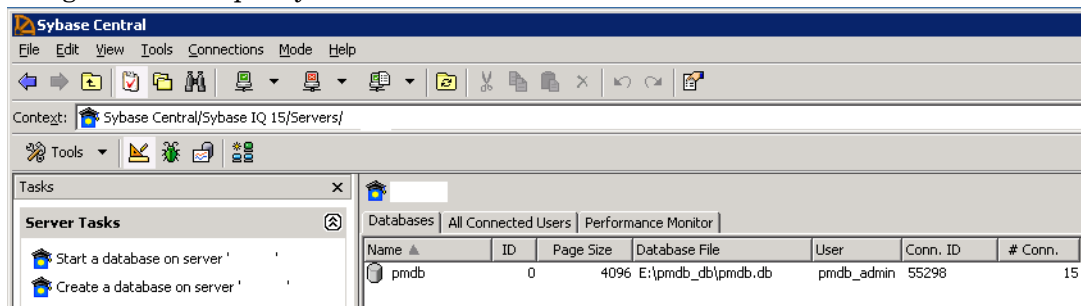 Sybase Central
File Edit View Tools Connections Mode Help
Context: Sybase Central/Sybase IQ 15/Servers/
Tools
Tasks x
Server Tasks
Databases All Connected Users Performance Monitor
Name ID Page Size Database File User Conn. ID # Conn.
pmdb 0 4096 E:\pmdb_db\pmdb.db pmdb_admin 55298 15
Start a database on server ' '
Create a database on server ' '